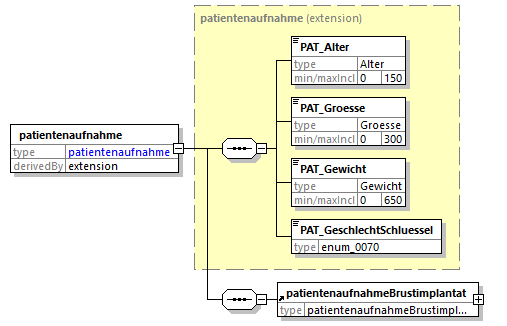 patientenaufnahme (extension)
PAT_Alter
type Alter
min/maxIncl 0 150
PAT_Groesse
type Groesse
min/maxIncl 0 300
patientenaufnahme
type patientenaufnahme
derivedBy extension
PAT_Gewicht
type Gewicht
min/maxIncl 0 650
PAT_GeschlechtSchluessel
type enum_0070
patientenaufnahmeBrustimplantat
type patientenaufnahmeBrustimpl...